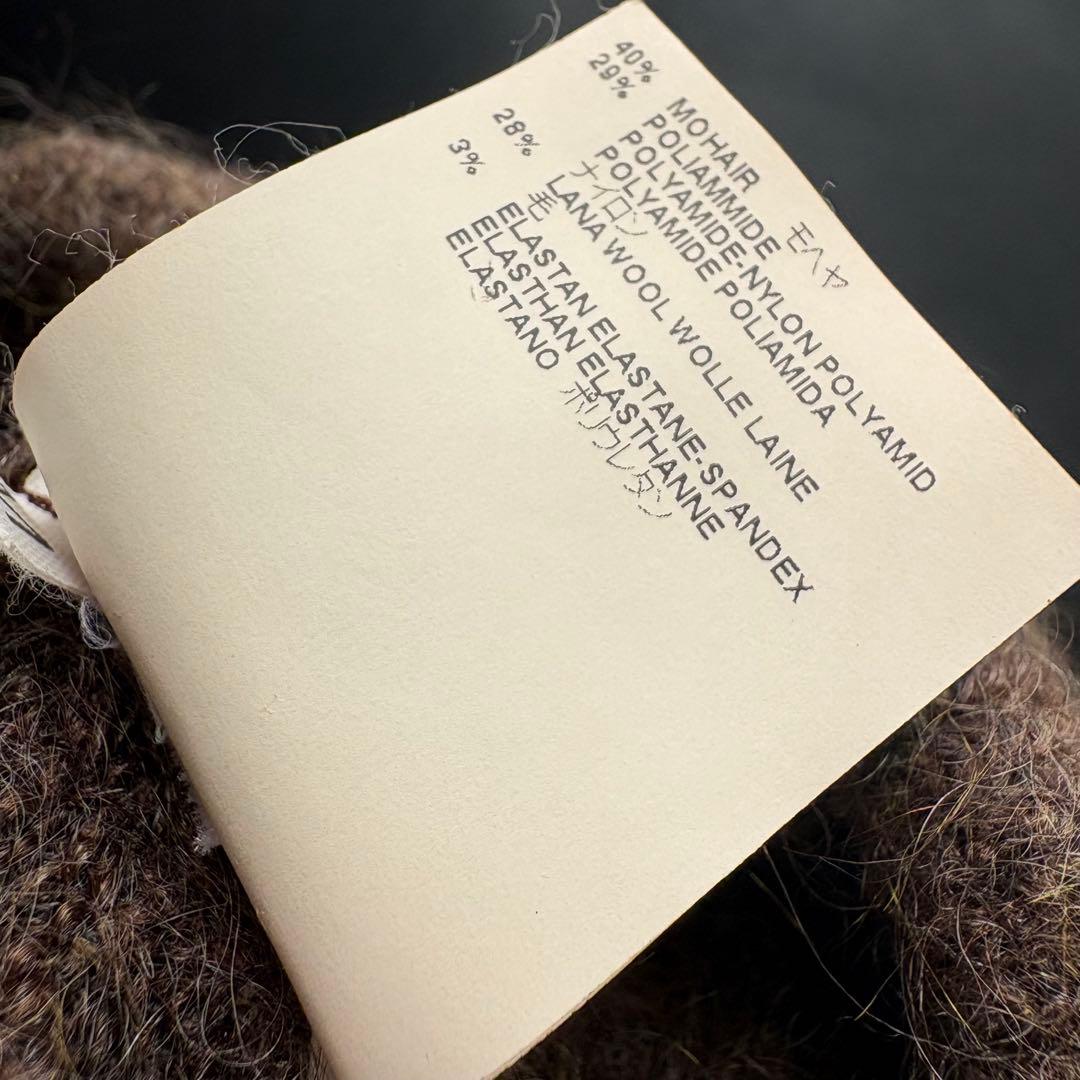 40% MOHAIR モヘヤ
29% POLIAMMIDE
POLYAMIDE-NYLON POLYAMID
POLYAMIDE POLIAMIDA
ナイロン
28% LANA WOOL WOLLE LAINE
毛
3% ELASTAN ELASTANE-SPANDEX
ELASTHAN ELASTHANNE
ELASTANO ポリウレタン